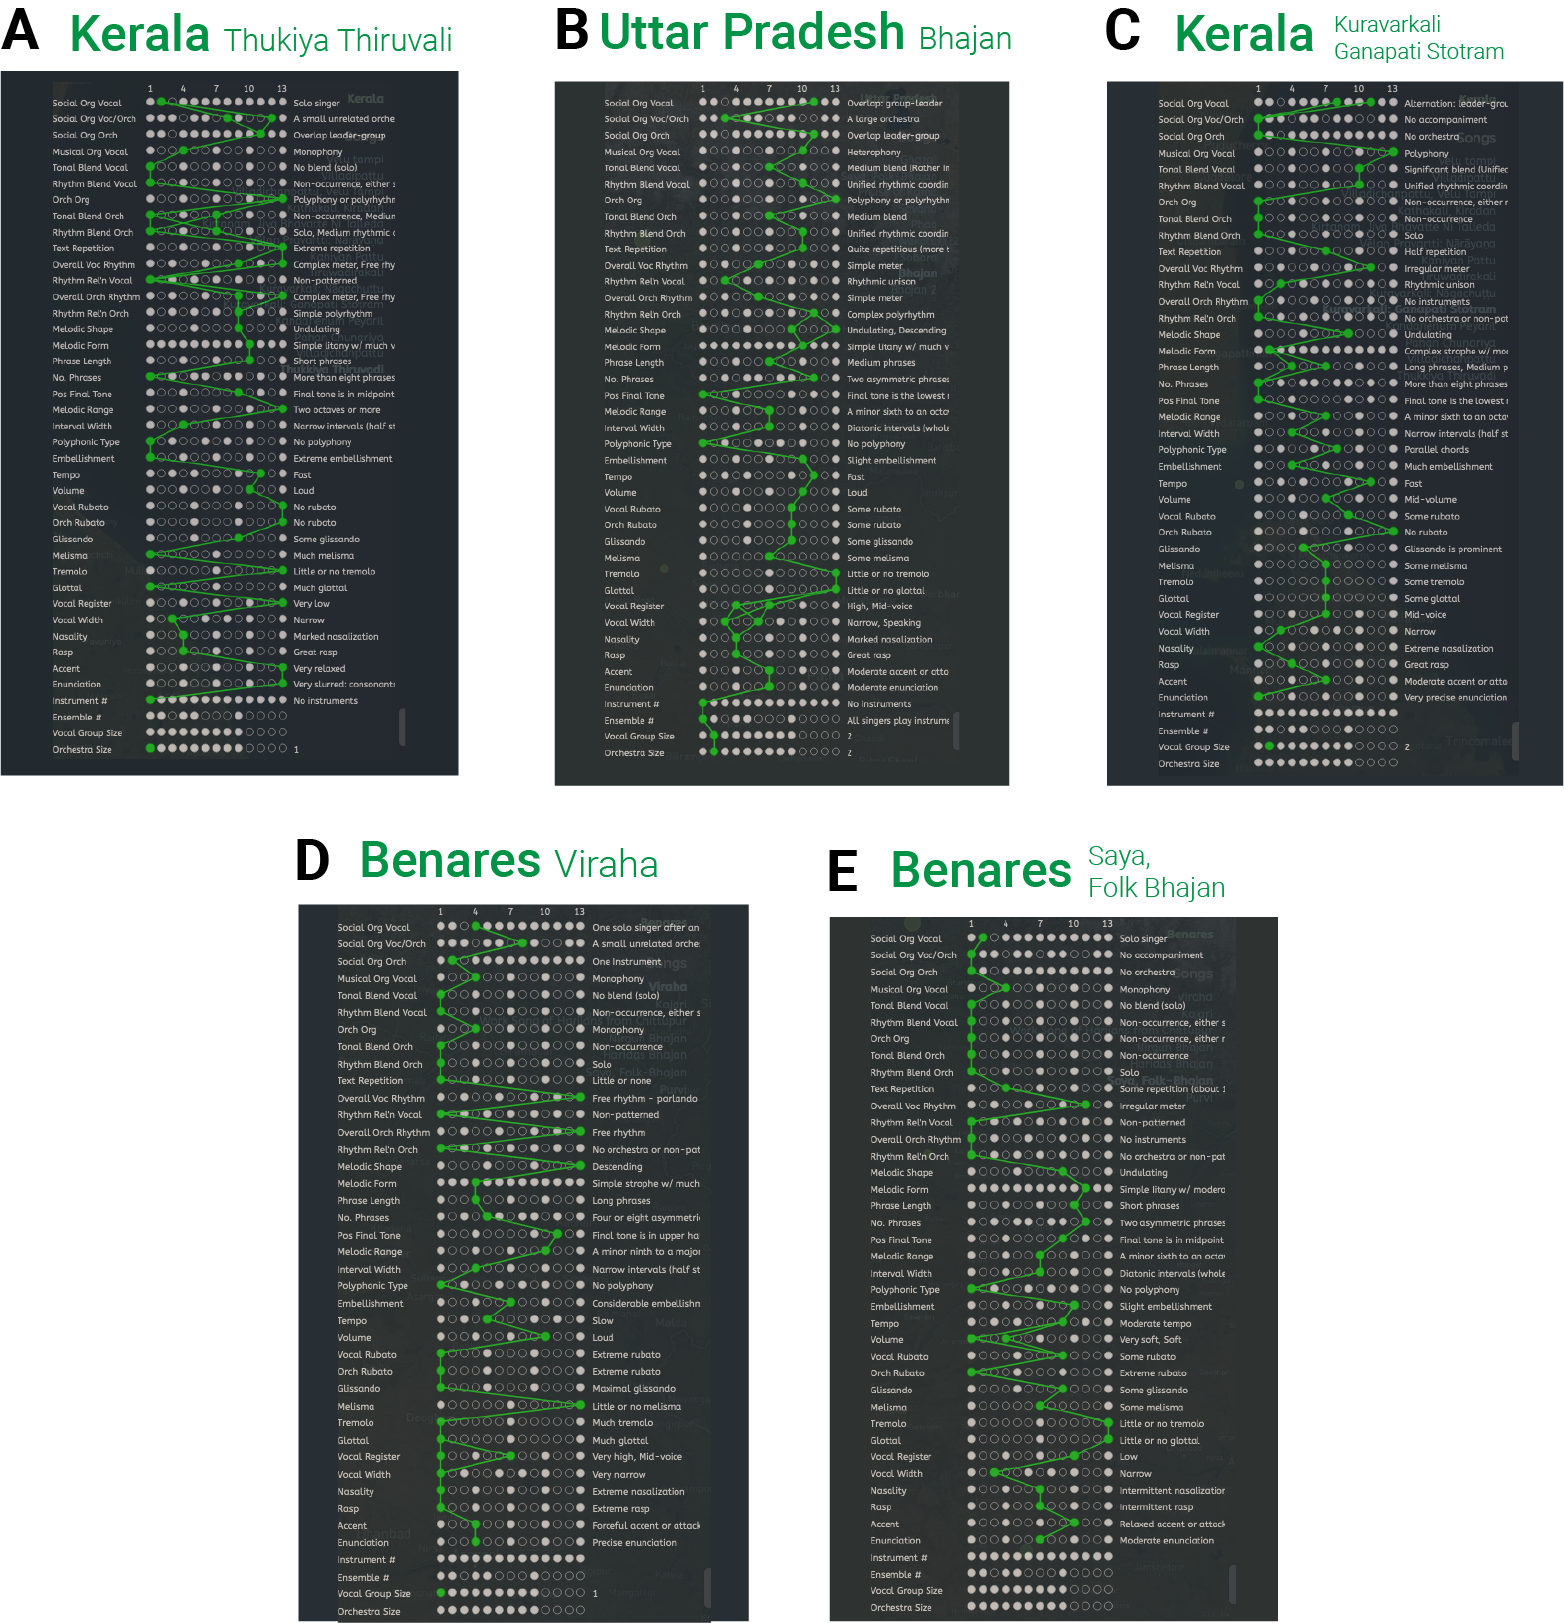 A Kerala Thukiya Thiruvali
1 4 7 10 13
Social Org Vocal Solo singer
Social Org Voc/Orch A small unrelated orche
Social Org Orch Overlap leader-group
Musical Org Vocal Monophony
Tonal Blend Vocal No blend (solo)
Rhythm Blend Vocal Non-occurrence, either s
Orch Org Polyphony or polyrhythm
Tonal Blend Orch Non-occurrence, Medium
Rhythm Blend Orch Solo, Medium rhythmic c
Text Repetition Extreme repetition
Overall Voc Rhythm Complex meter, Free rhy
Rhythm Rel'n Vocal Non-patterned
Overall Orch Rhythm Complex meter, Free rhy
Rhythm Rel'n Orch Simple polyrhythm
Melodic Shape Undulating
Melodic Form Simple litany w/ much v
Phrase Length Short phrases
No. Phrases More than eight phrases
Pos Final Tone Final tone is in midpoint
Melodic Range Two octaves or more
Interval Width Narrow intervals (half st
Polyphonic Type No polyphony
Embellishment Extreme embellishment
Tempo Fast
Volume Loud
Vocal Rubato No rubato
Orch Rubato No rubato
Glissando Some glissando
Melisma Much melisma
Tremolo Little or no tremolo
Glottal Much glottal
Vocal Register Very low
Vocal Width Narrow
Nasality Marked nasalization
Rasp Great rasp
Accent Very relaxed
Enunciation Very slurred: consonant
Instrument # No instruments
Ensemble #
Vocal Group Size
Orchestra Size 1
B Uttar Pradesh Bhajan
1 4 7 10 13
Social Org Vocal Overlap: group-leader
Social Org Voc/Orch A large orchestra
Social Org Orch Overlap leader-group
Musical Org Vocal Heterophony
Tonal Blend Vocal Medium blend (Rather in
Rhythm Blend Vocal Unified rhythmic coordin
Orch Org Polyphony or polyrhythm
Tonal Blend Orch Medium blend
Rhythm Blend Orch Unified rhythmic coordin
Text Repetition Quite repetitious (more t
Overall Voc Rhythm Simple meter
Rhythm Rel'n Vocal Rhythmic unison
Overall Orch Rhythm Simple meter
Rhythm Rel'n Orch Complex polyrhythm
Melodic Shape Undulating, Descending
Melodic Form Simple litany w/ much v
Phrase Length Medium phrases
No. Phrases Two asymmetric phrases
Pos Final Tone Final tone is the lowest
Melodic Range A minor sixth to an octa
Interval Width Diatonic intervals (whole
Polyphonic Type No polyphony
Embellishment Slight embellishment
Tempo Fast
Volume Loud
Vocal Rubato Some rubato
Orch Rubato Some rubato
Glissando Some glissando
Melisma Some melisma
Tremolo Little or no tremolo
Glottal Little or no glottal
Vocal Register High, Mid-voice
Vocal Width Narrow, Speaking
Nasality Marked nasalization
Rasp Great rasp
Accent Moderate accent or atta
Enunciation Moderate enunciation
Instrument # No instruments
Ensemble # All singers play instrume
Vocal Group Size 2
Orchestra Size 2
C Kerala Kuravarkali
Ganapati Stotram
1 4 7 10 13
Social Org Vocal Alternation: leader-grou
Social Org Voc/Orch No accompaniment
Social Org Orch No orchestra
Musical Org Vocal Polyphony
Tonal Blend Vocal Significant blend (Unified
Rhythm Blend Vocal Unified rhythmic coordin
Orch Org Non-occurrence, either r
Tonal Blend Orch Non-occurrence
Rhythm Blend Orch Solo
Text Repetition Half repetition
Overall Voc Rhythm Irregular meter
Rhythm Rel'n Vocal Rhythmic unison
Overall Orch Rhythm No instruments
Rhythm Rel'n Orch No orchestra or non-pat
Melodic Shape Undulating
Melodic Form Complex strophe w/ mod
Phrase Length Long phrases, Medium p
No. Phrases More than eight phrases
Pos Final Tone Final tone is the lowest
Melodic Range A minor sixth to an octa
Interval Width Narrow intervals (half st
Polyphonic Type Parallel chords
Embellishment Much embellishment
Tempo Fast
Volume Mid-volume
Vocal Rubato Some rubato
Orch Rubato No rubato
Glissando Glissando is prominent
Melisma Some melisma
Tremolo Some tremolo
Glottal Some glottal
Vocal Register Mid-voice
Vocal Width Narrow
Nasality Extreme nasalization
Rasp Great rasp
Accent Moderate accent or atta
Enunciation Very precise enunciation
Instrument #
Ensemble #
Vocal Group Size 2
Orchestra Size
D Benares Viraha
1 4 7 10 13
Social Org Vocal One solo singer after an
Social Org Voc/Orch A small unrelated orche
Social Org Orch One Instrument
Musical Org Vocal Monophony
Tonal Blend Vocal No blend (solo)
Rhythm Blend Vocal Non-occurrence, either s
Orch Org Monophony
Tonal Blend Orch Non-occurrence
Rhythm Blend Orch Solo
Text Repetition Little or none
Overall Voc Rhythm Free rhythm - parlando
Rhythm Rel'n Vocal Non-patterned
Overall Orch Rhythm Free rhythm
Rhythm Rel'n Orch No orchestra or non-pat
Melodic Shape Descending
Melodic Form Simple strophe w/ much
Phrase Length Long phrases
No. Phrases Four or eight asymmetri
Pos Final Tone Final tone is in upper ha
Melodic Range A minor ninth to a major
Interval Width Narrow intervals (half st
Polyphonic Type No polyphony
Embellishment Considerable embellishn
Tempo Slow
Volume Loud
Vocal Rubato Extreme rubato
Orch Rubato Extreme rubato
Glissando Maximal glissando
Melisma Little or no melisma
Tremolo Much tremolo
Glottal Much glottal
Vocal Register Very high, Mid-voice
Vocal Width Very narrow
Nasality Extreme nasalization
Rasp Extreme rasp
Accent Forceful accent or attack
Enunciation Precise enunciation
Instrument #
Ensemble #
Vocal Group Size 1
Orchestra Size
E Benares Saya,
Folk Bhajan
1 4 7 10 13
Social Org Vocal Solo singer
Social Org Voc/Orch No accompaniment
Social Org Orch No orchestra
Musical Org Vocal Monophony
Tonal Blend Vocal No blend (solo)
Rhythm Blend Vocal Non-occurrence, either s
Orch Org Non-occurrence, either r
Tonal Blend Orch Non-occurrence
Rhythm Blend Orch Solo
Text Repetition Some repetition (about 1
Overall Voc Rhythm Irregular meter
Rhythm Rel'n Vocal Non-patterned
Overall Orch Rhythm No instruments
Rhythm Rel'n Orch No orchestra or non-pat
Melodic Shape Undulating
Melodic Form Simple litany w/ modera
Phrase Length Short phrases
No. Phrases Two asymmetric phrases
Pos Final Tone Final tone is in midpoint
Melodic Range A minor sixth to an octa
Interval Width Diatonic intervals (whole
Polyphonic Type No polyphony
Embellishment Slight embellishment
Tempo Moderate tempo
Volume Very soft, Soft
Vocal Rubato Some rubato
Orch Rubato Extreme rubato
Glissando Some glissando
Melisma Some melisma
Tremolo Little or no tremolo
Glottal Little or no glottal
Vocal Register Low
Vocal Width Narrow
Nasality Intermittent nasalization
Rasp Intermittent rasp
Accent Relaxed accent or attack
Enunciation Moderate enunciation
Instrument #
Ensemble #
Vocal Group Size
Orchestra Size